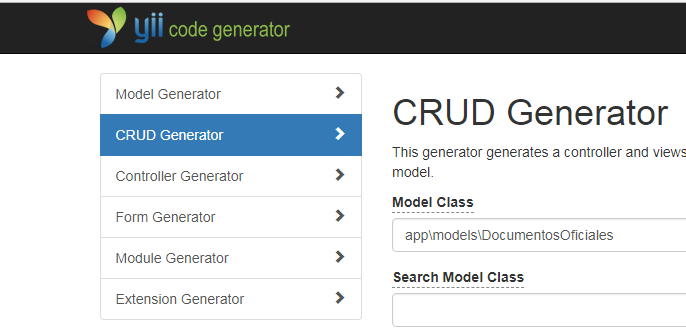 yii code generator
Model Generator
CRUD Generator
Controller Generator
Form Generator
Module Generator
Extension Generator
CRUD Generator
This generator generates a controller and views
model.
Model Class
app\models\DocumentosOficiales
Search Model Class